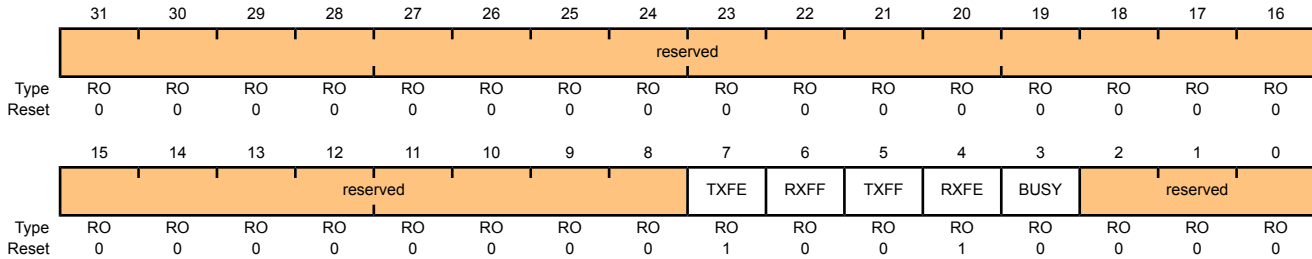 31 30 29 28 27 26 25 24 23 22 21 20 19 18 17 16
reserved
Type RO RO RO RO RO RO RO RO RO RO RO RO RO RO RO RO
Reset 0 0 0 0 0 0 0 0 0 0 0 0 0 0 0 0
15 14 13 12 11 10 9 8 7 6 5 4 3 2 1 0
reserved TXFE RXFF TXFF RXFE BUSY reserved
Type RO RO RO RO RO RO RO RO RO RO RO RO RO RO RO RO
Reset 0 0 0 0 0 0 0 0 1 0 0 1 0 0 0 0